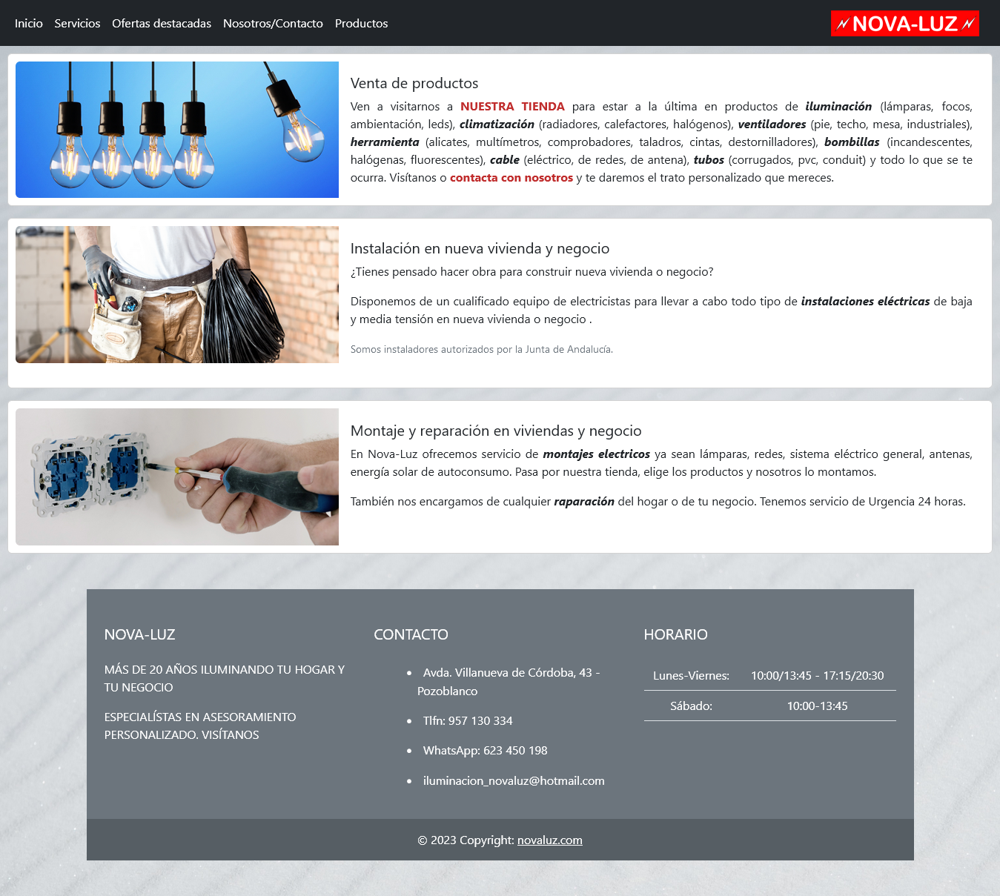 Inicio Servicios Ofertas destacadas Nosotros/Contacto Productos
NOVA-LUZ
Venta de productos
Ven a visitarnos a NUESTRA TIENDA para estar a la última en productos de iluminación (lámparas, focos,
ambientación, leds), climatización (radiadores, calefactores, halógenos), ventiladores (pie, techo, mesa, industriales),
herramienta (alicates, multímetros, comprobadores, taladros, cintas, destornilladores), bombillas (incandescentes,
halógenas, fluorescentes), cable (eléctrico, de redes, de antena), tubos (corrugados, pvc, conduit) y todo lo que se te
ocurra. Visítanos o contacta con nosotros y te daremos el trato personalizado que mereces.
Instalación en nueva vivienda y negocio
¿Tienes pensado hacer obra para construir nueva vivienda o negocio?
Disponemos de un cualificado equipo de electricistas para llevar a cabo todo tipo de instalaciones eléctricas de baja
y media tensión en nueva vivienda o negocio .
Somos instaladores autorizados por la Junta de Andalucía.
Montaje y reparación en viviendas y negocio
En Nova-Luz ofrecemos servicio de montajes electricos ya sean lámparas, redes, sistema eléctrico general, antenas,
energía solar de autoconsumo. Pasa por nuestra tienda, elige los productos y nosotros lo montamos.
También nos encargamos de cualquier raparación del hogar o de tu negocio. Tenemos servicio de Urgencia 24 horas.
NOVA-LUZ
MÁS DE 20 AÑOS ILUMINANDO TU HOGAR Y
TU NEGOCIO
ESPECIALÍSTAS EN ASESORAMIENTO
PERSONALIZADO. VISÍTANOS
CONTACTO
• Avda. Villanueva de Córdoba, 43 -
Pozoblanco
• Tlfn: 957 130 334
• WhatsApp: 623 450 198
• iluminacion_novaluz@hotmail.com
HORARIO
Lunes-Viernes: 10:00/13:45 - 17:15/20:30
Sábado: 10:00-13:45
© 2023 Copyright: novaluz.com